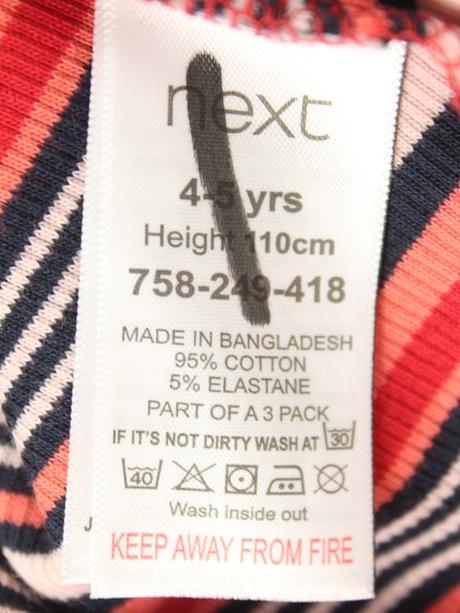 next
4-5 yrs
Height 110cm
758-249-418
MADE IN BANGLADESH
95% COTTON
5% ELASTANE
PART OF A 3 PACK
IF IT'S NOT DIRTY WASH AT 30
40
Wash inside out
J
KEEP AWAY FROM FIRE